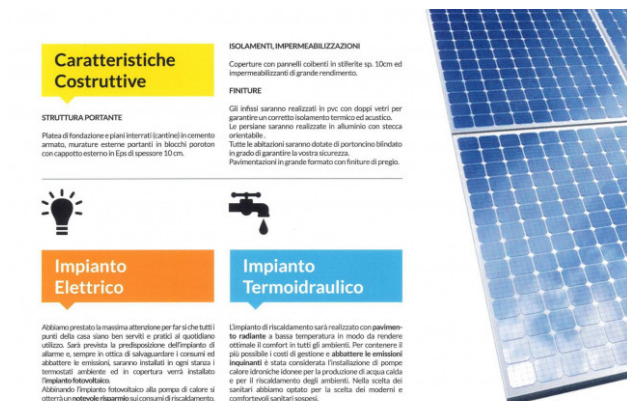 Caratteristiche
Costruttive
STRUTTURA PORTANTE
Platea di fondazione e piani interrati (cantine) in cemento
armato, murature esterne portanti in blocchi poroton
con cappotto esterno in Eps di spessore 10 cm.
ISOLAMENTI, IMPERMEABILIZZAZIONI
Coperture con pannelli coibenti in stiferite sp. 10cm ed
impermeabilizzanti di grande rendimento.
FINITURE
Gli infissi saranno realizzati in pvc con doppi vetri per
garantire un corretto isolamento termico ed acustico.
Le persiane saranno realizzate in alluminio con stecca
orientabile .
Tutte le abitazioni saranno dotate di portoncino blindato
in grado di garantire la vostra sicurezza.
Pavimentazioni in grande formato con finiture di pregio.
Impianto
Elettrico
Abbiamo prestato la massima attenzione per far sì che tutti i
punti della casa siano ben serviti e pratici al quotidiano
utilizzo. Sarà prevista la predisposizione dell'impianto di
allarme e, sempre in ottica di salvaguardare i consumi ed
abbattere le emissioni, saranno installati in ogni stanza i
termostati ambiente ed in copertura verrà installato
l'impianto fotovoltaico.
Abbinando l'impianto fotovoltaico alla pompa di calore si
otterrà un notevole risparmio sui consumi di riscaldamento.
Impianto
Termoidraulico
L'impianto di riscaldamento sarà realizzato con pavimen-
to radiante a bassa temperatura in modo da rendere
ottimale il comfort in tutti gli ambienti. Per contenere il
più possibile i costi di gestione e abbattere le emissioni
inquinanti è stata considerata l'installazione di pompe
calore idroniche idonee per la produzione di acqua calda
e per il riscaldamento degli ambienti. Nella scelta dei
sanitari abbiamo optato per la scelta dei moderni e
comfortevoli sanitari sospesi.